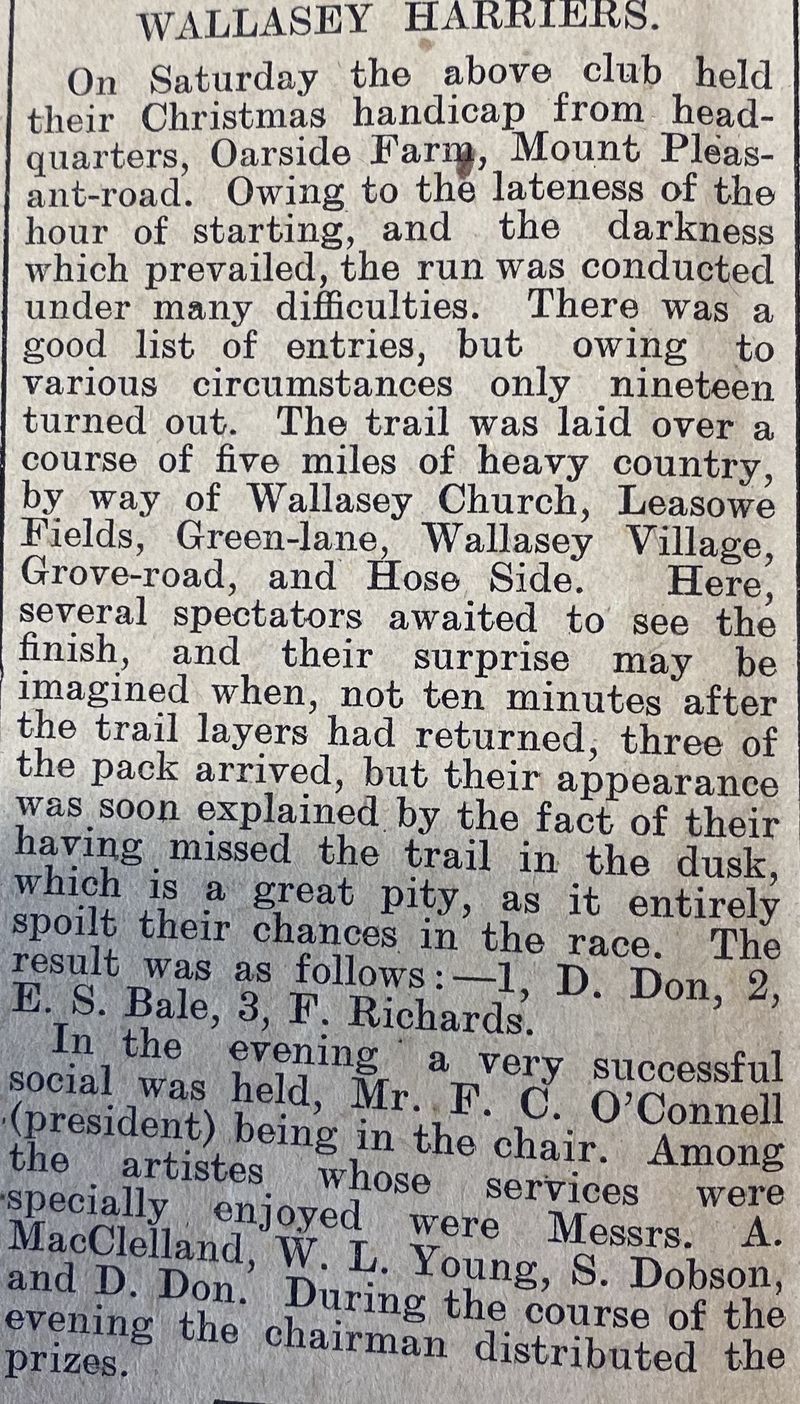 WALLASEY HARRIERS.
On Saturday the above club held
their Christmas handicap from head-
quarters, Oarside Farm, Mount Pleas-
ant-road. Owing to the lateness of the
hour of starting, and the darkness
which prevailed, the run was conducted
under many difficulties. There was a
good list of entries, but owing to
various circumstances only nineteen
turned out. The trail was laid over a
course of five miles of heavy country,
by way of Wallasey Church, Leasowe
Fields, Green-lane, Wallasey Village,
Grove-road, and Hose Side. Here,
several spectators awaited to see the
finish, and their surprise may be
imagined when, not ten minutes after
the trail layers had returned, three of
the pack arrived, but their appearance
was soon explained by the fact of their
having missed the trail in the dusk,
which is a great pity, as it entirely
spoilt their chances in the race. The
result was as follows:—1, D. Don, 2,
E. S. Bale, 3, F. Richards.
In the evening a very successful
social was held, Mr. F. C. O'Connell
(president) being in the chair. Among
the artistes whose services were
specially enjoyed were Messrs. A.
MacClelland, W. L. Young, S. Dobson,
and D. Don. During the course of the
evening the chairman distributed the
prizes.